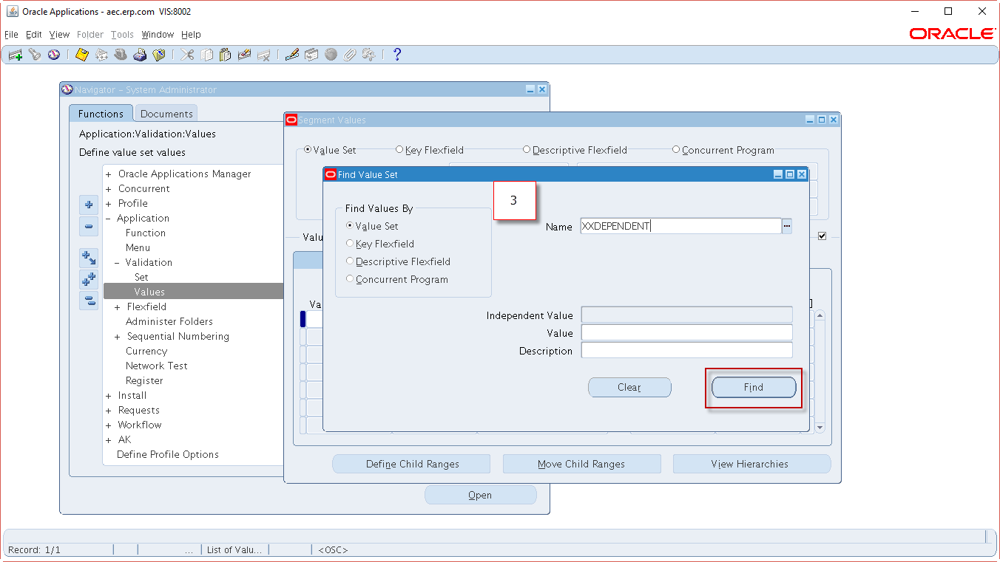 Oracle Applications - aec.erp.com VIS:8002
File Edit View Folder Tools Window Help
ORACLE
?
Navigator – System Administrator
Functions Documents
Application:Validation:Values
Define value set values
+ Oracle Applications Manager
+ Concurrent
+ Profile
– Application
Function
Menu
– Validation
Set
Values
+ Flexfield
Administer Folders
+ Sequential Numbering
Currency
Network Test
Register
+ Install
+ Requests
+ Workflow
+ AK
Define Profile Options
Open
Segment Values
Value Set Key Flexfield Descriptive Flexfield Concurrent Program
Valu
Va
Find Value Set
3
Find Values By
Value Set
Key Flexfield
Descriptive Flexfield
Concurrent Program
Name XXDEPENDENT ...
Independent Value
Value
Description
Clear Find
Define Child Ranges Move Child Ranges View Hierarchies
Record: 1/1 ... List of Valu... <OSC>